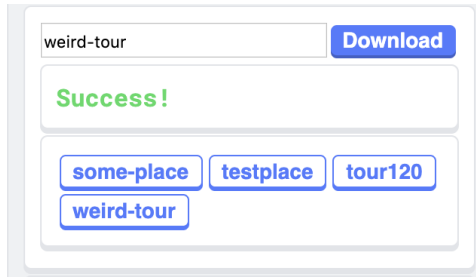 weird-tour Download
Success!
some-place testplace tour120
weird-tour